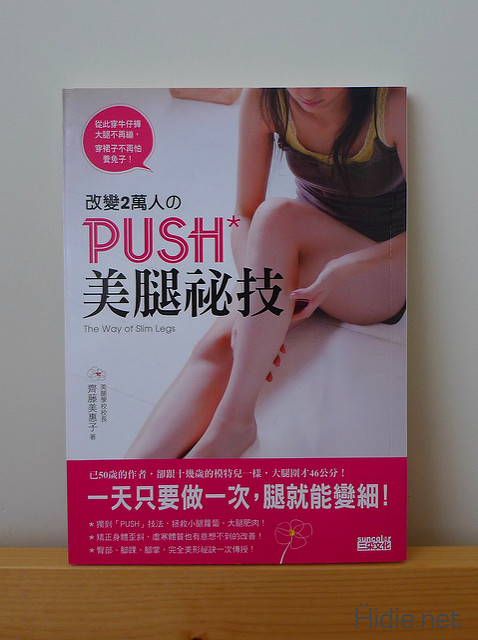 從此穿牛仔褲
大腿不再繃,
穿裙子不再怕
養兔子!
改變2萬人の
PUSH*
美腿祕技
The Way of Slim Legs
美腿學校校長
齊藤美惠子 著
已50歲的作者,卻跟十幾歲的模特兒一樣,大腿圍才46公分!
一天只要做一次,腿就能變細!
★獨創「PUSH」技法,拯救小腿蘿蔔、大腿肥肉!
★矯正身體歪斜,虛寒體質也有意想不到的改善!
★臀部、腳踝、腳掌,完全美形祕訣一次傳授!
suncolor
三采文化
Aidie.net